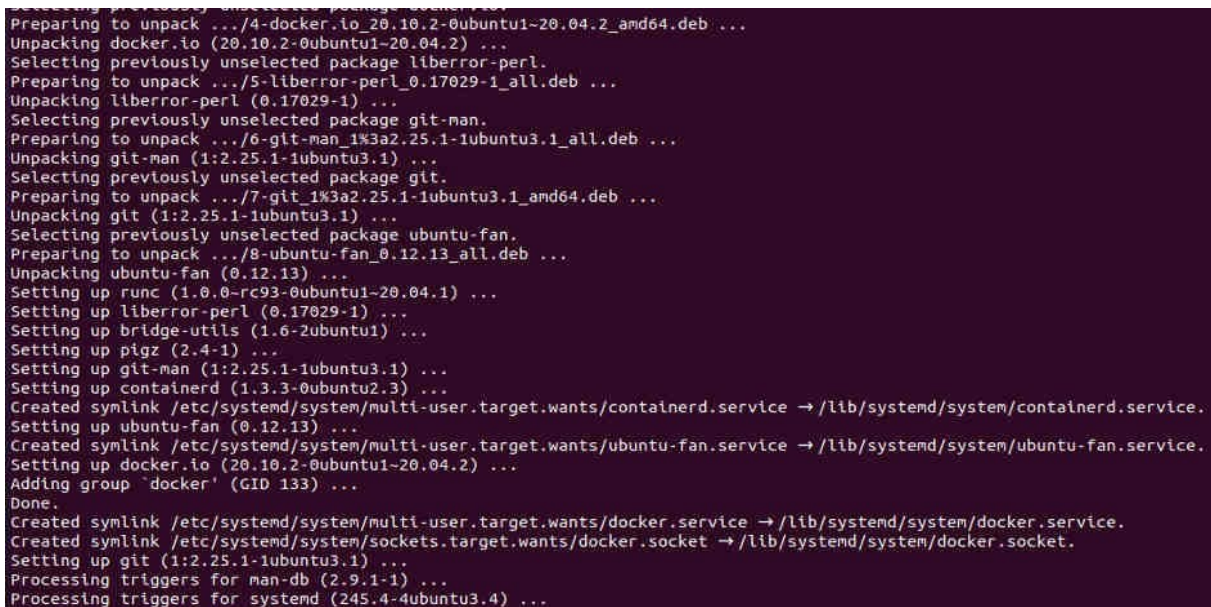 Selecting previously unselected package docker.io.
Preparing to unpack .../4-docker.io_20.10.2-0ubuntu1~20.04.2_amd64.deb ...
Unpacking docker.io (20.10.2-0ubuntu1~20.04.2) ...
Selecting previously unselected package liberror-perl.
Preparing to unpack .../5-liberror-perl_0.17029-1_all.deb ...
Unpacking liberror-perl (0.17029-1) ...
Selecting previously unselected package git-man.
Preparing to unpack .../6-git-man_1%3a2.25.1-1ubuntu3.1_all.deb ...
Unpacking git-man (1:2.25.1-1ubuntu3.1) ...
Selecting previously unselected package git.
Preparing to unpack .../7-git_1%3a2.25.1-1ubuntu3.1_amd64.deb ...
Unpacking git (1:2.25.1-1ubuntu3.1) ...
Selecting previously unselected package ubuntu-fan.
Preparing to unpack .../8-ubuntu-fan_0.12.13_all.deb ...
Unpacking ubuntu-fan (0.12.13) ...
Setting up runc (1.0.0~rc93-0ubuntu1~20.04.1) ...
Setting up liberror-perl (0.17029-1) ...
Setting up bridge-utils (1.6-2ubuntu1) ...
Setting up pigz (2.4-1) ...
Setting up git-man (1:2.25.1-1ubuntu3.1) ...
Setting up containerd (1.3.3-0ubuntu2.3) ...
Created symlink /etc/systemd/system/multi-user.target.wants/containerd.service → /lib/systemd/system/containerd.service.
Setting up ubuntu-fan (0.12.13) ...
Created symlink /etc/systemd/system/multi-user.target.wants/ubuntu-fan.service → /lib/systemd/system/ubuntu-fan.service.
Setting up docker.io (20.10.2-0ubuntu1~20.04.2) ...
Adding group `docker' (GID 133) ...
Done.
Created symlink /etc/systemd/system/multi-user.target.wants/docker.service → /lib/systemd/system/docker.service.
Created symlink /etc/systemd/system/sockets.target.wants/docker.socket → /lib/systemd/system/docker.socket.
Setting up git (1:2.25.1-1ubuntu3.1) ...
Processing triggers for man-db (2.9.1-1) ...
Processing triggers for systemd (245.4-4ubuntu3.4) ...